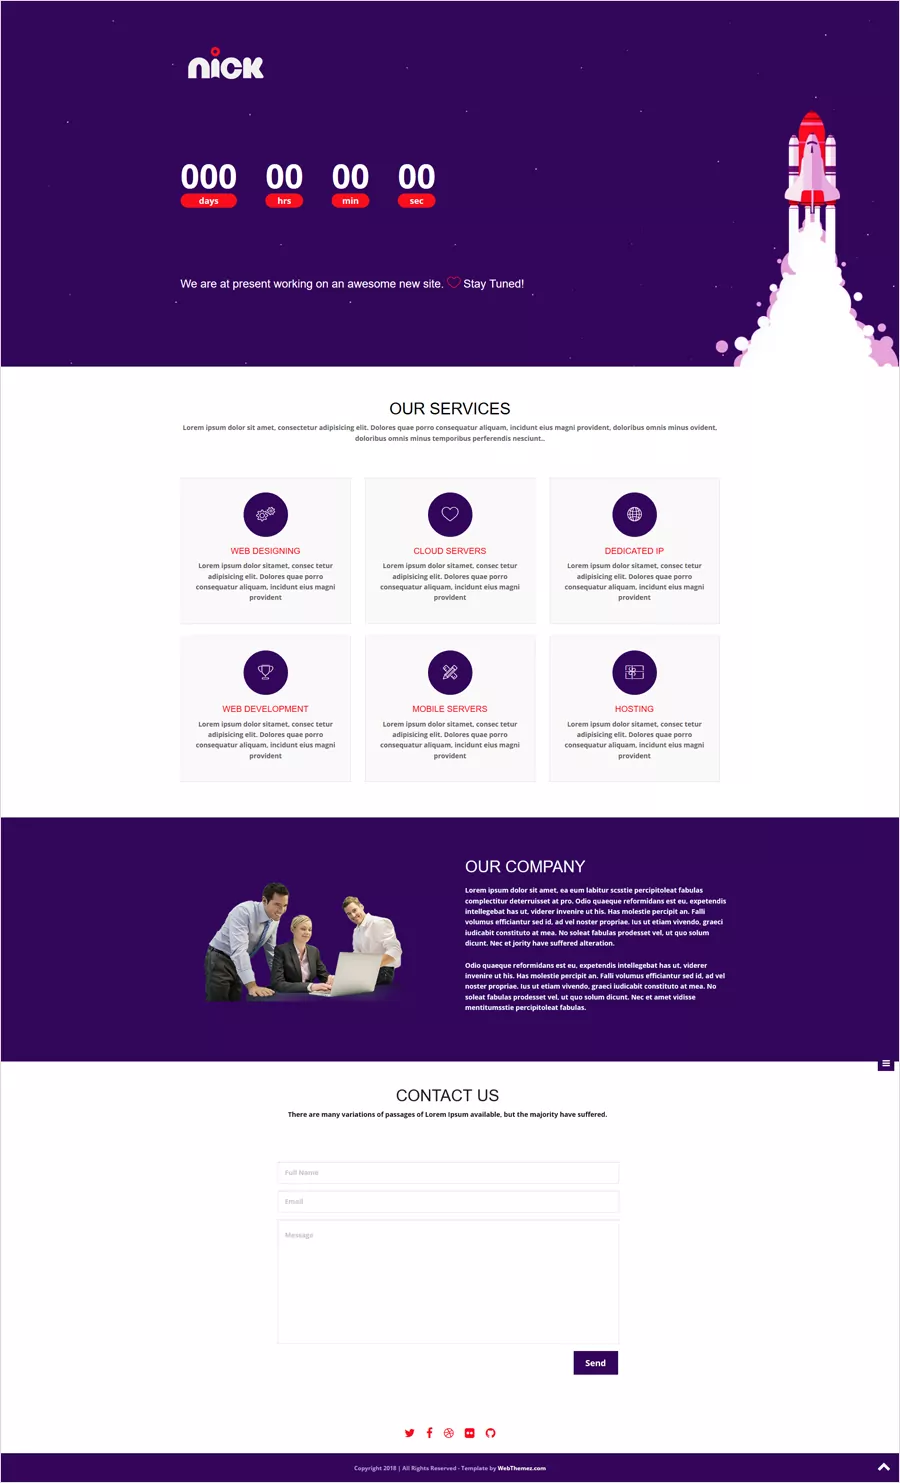 nick
000 00 00 00
days hrs min sec
We are at present working on an awesome new site. Stay Tuned!
OUR SERVICES
Lorem ipsum dolor sit amet, consectetur adipisicing elit. Dolores quae porro consequatur aliquam, incidunt eius magni provident, doloribus omnis minus ovident,
doloribus omnis minus temporibus perferendis nesciunt..
WEB DESIGNING
Lorem ipsum dolor sitamet, consec tetur
adipisicing elit. Dolores quae porro
consequatur aliquam, incidunt eius magni
provident
CLOUD SERVERS
Lorem ipsum dolor sitamet, consec tetur
adipisicing elit. Dolores quae porro
consequatur aliquam, incidunt eius magni
provident
DEDICATED IP
Lorem ipsum dolor sitamet, consec tetur
adipisicing elit. Dolores quae porro
consequatur aliquam, incidunt eius magni
provident
WEB DEVELOPMENT
Lorem ipsum dolor sitamet, consec tetur
adipisicing elit. Dolores quae porro
consequatur aliquam, incidunt eius magni
provident
MOBILE SERVERS
Lorem ipsum dolor sitamet, consec tetur
adipisicing elit. Dolores quae porro
consequatur aliquam, incidunt eius magni
provident
HOSTING
Lorem ipsum dolor sitamet, consec tetur
adipisicing elit. Dolores quae porro
consequatur aliquam, incidunt eius magni
provident
OUR COMPANY
Lorem ipsum dolor sit amet, ea eum labitur scsstie percipitoleat fabulas
complectitur deterruisset at pro. Odio quaeque reformidans est eu, expetendis
intellegebat has ut, viderer invenire ut his. Has molestie percipit an. Falli
volumus efficiantur sed id, ad vel noster propriae. Ius ut etiam vivendo, graeci
iudicabit constituto at mea. No soleat fabulas prodesset vel, ut quo solum
dicunt. Nec et jority have suffered alteration.
Odio quaeque reformidans est eu, expetendis intellegebat has ut, viderer
invenire ut his. Has molestie percipit an. Falli volumus efficiantur sed id, ad vel
noster propriae. Ius ut etiam vivendo, graeci iudicabit constituto at mea. No
soleat fabulas prodesset vel, ut quo solum dicunt. Nec et amet vidisse
mentitumsstie percipitoleat fabulas.
CONTACT US
There are many variations of passages of Lorem Ipsum available, but the majority have suffered.
Full Name
Email
Message
Send
Copyright 2018 | All Rights Reserved - Template by WebThemez.com